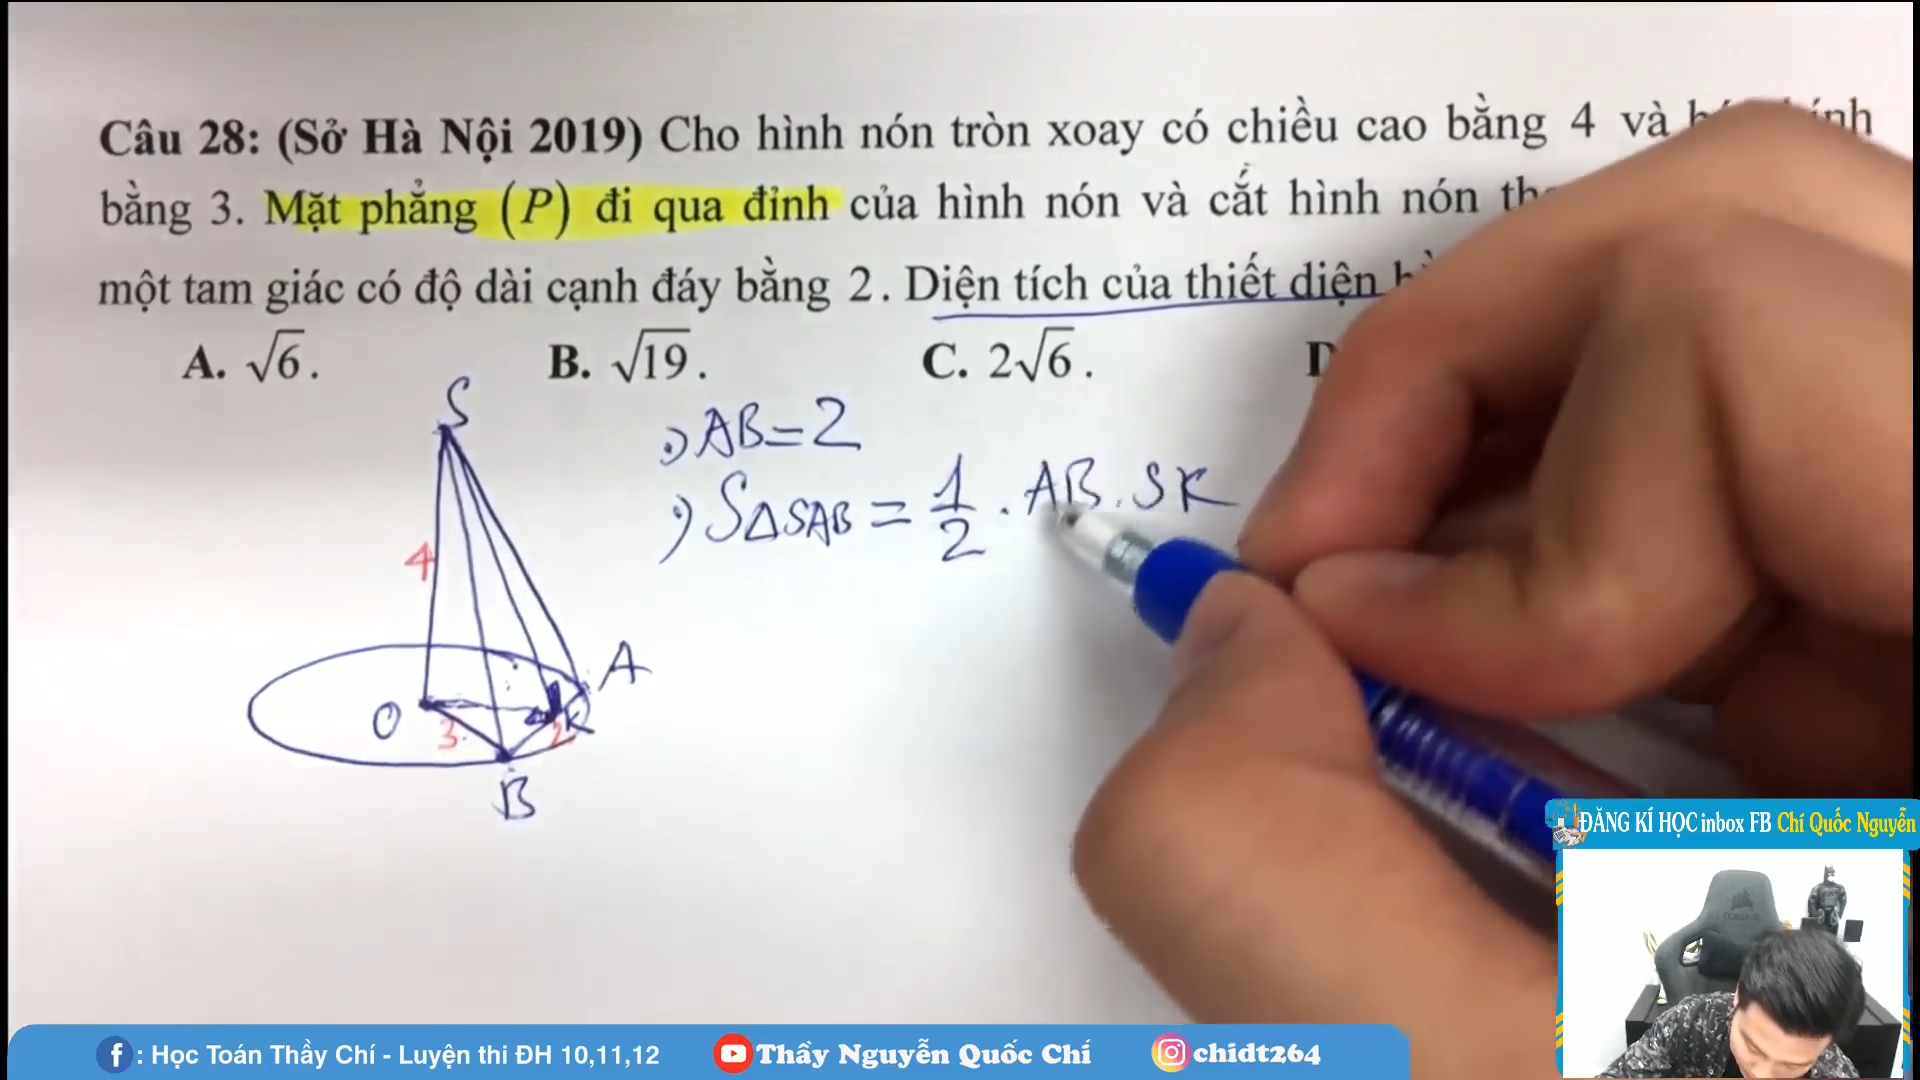 Câu 28: (Sở Hà Nội 2019) Cho hình nón tròn xoay có chiều cao bằng 4 và
bằng 3. Mặt phẳng (P) đi qua đỉnh của hình nón và cắt hình nón
một tam giác có độ dài cạnh đáy bằng 2. Diện tích của thiết diện
A. √6. B. √19. C. 2√6.
S
AB = 2
S△SAB = 1/2 . AB . SK
4
A
O
3
2
K
B
ĐĂNG KÍ HỌC inbox FB Chí Quốc Nguyễn
f : Học Toán Thầy Chí - Luyện thi ĐH 10,11,12 Thầy Nguyễn Quốc Chí chidt264